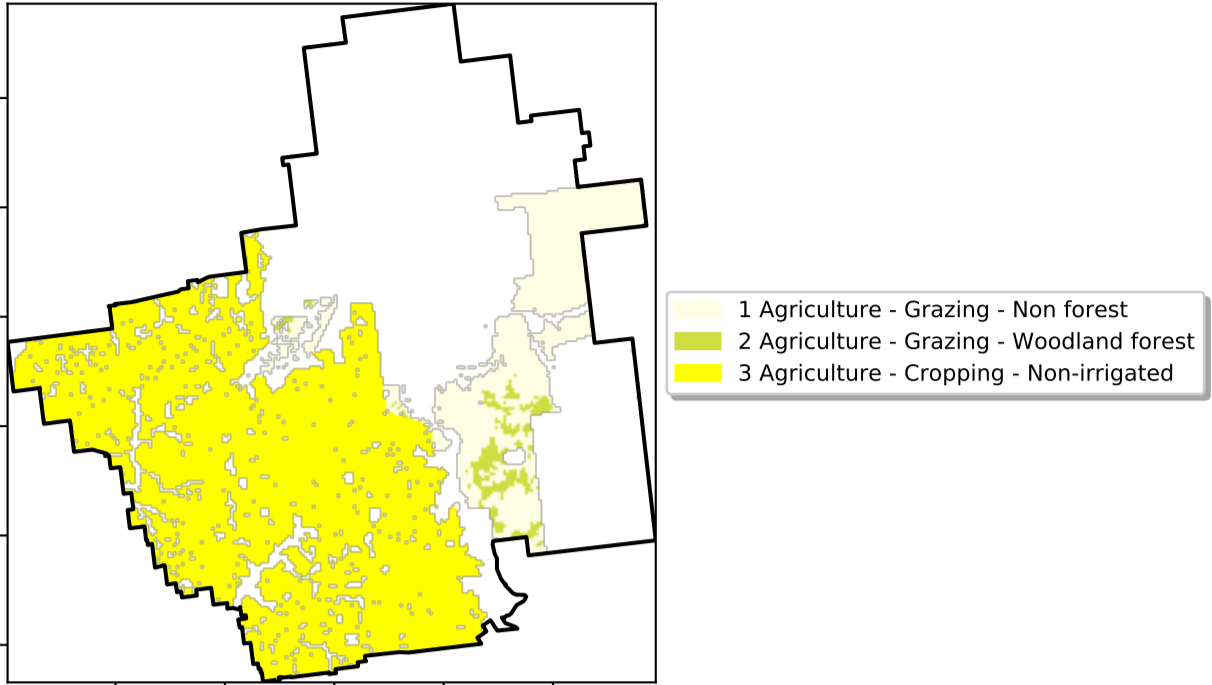 1 Agriculture - Grazing - Non forest
2 Agriculture - Grazing - Woodland forest
3 Agriculture - Cropping - Non-irrigated